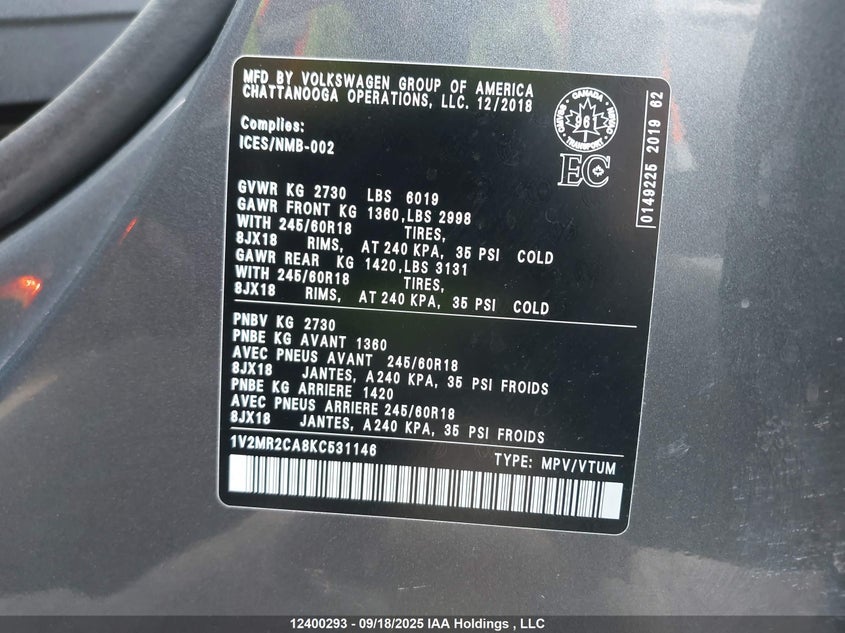 MFD BY VOLKSWAGEN GROUP OF AMERICA
CHATTANOOGA OPERATIONS, LLC. 12/2018
Complies:
ICES/NMB-002
CANADA
TRANSPORT
961
EC
0149225 2019 62
GVWR KG 2730 LBS 6019
GAWR FRONT KG 1360,LBS 2998
WITH 245/60R18 TIRES,
8JX18 RIMS, AT 240 KPA, 35 PSI COLD
GAWR REAR KG 1420,LBS 3131
WITH 245/60R18 TIRES,
8JX18 RIMS, AT 240 KPA, 35 PSI COLD
PNBV KG 2730
PNBE KG AVANT 1360
AVEC PNEUS AVANT 245/60R18
8JX18 JANTES, A 240 KPA, 35 PSI FROIDS
PNBE KG ARRIERE 1420
AVEC PNEUS ARRIERE 245/60R18
8JX18 JANTES, A 240 KPA, 35 PSI FROIDS
1V2MR2CA8KC531146
TYPE: MPV/VTUM
12400293 - 09/18/2025 IAA Holdings , LLC